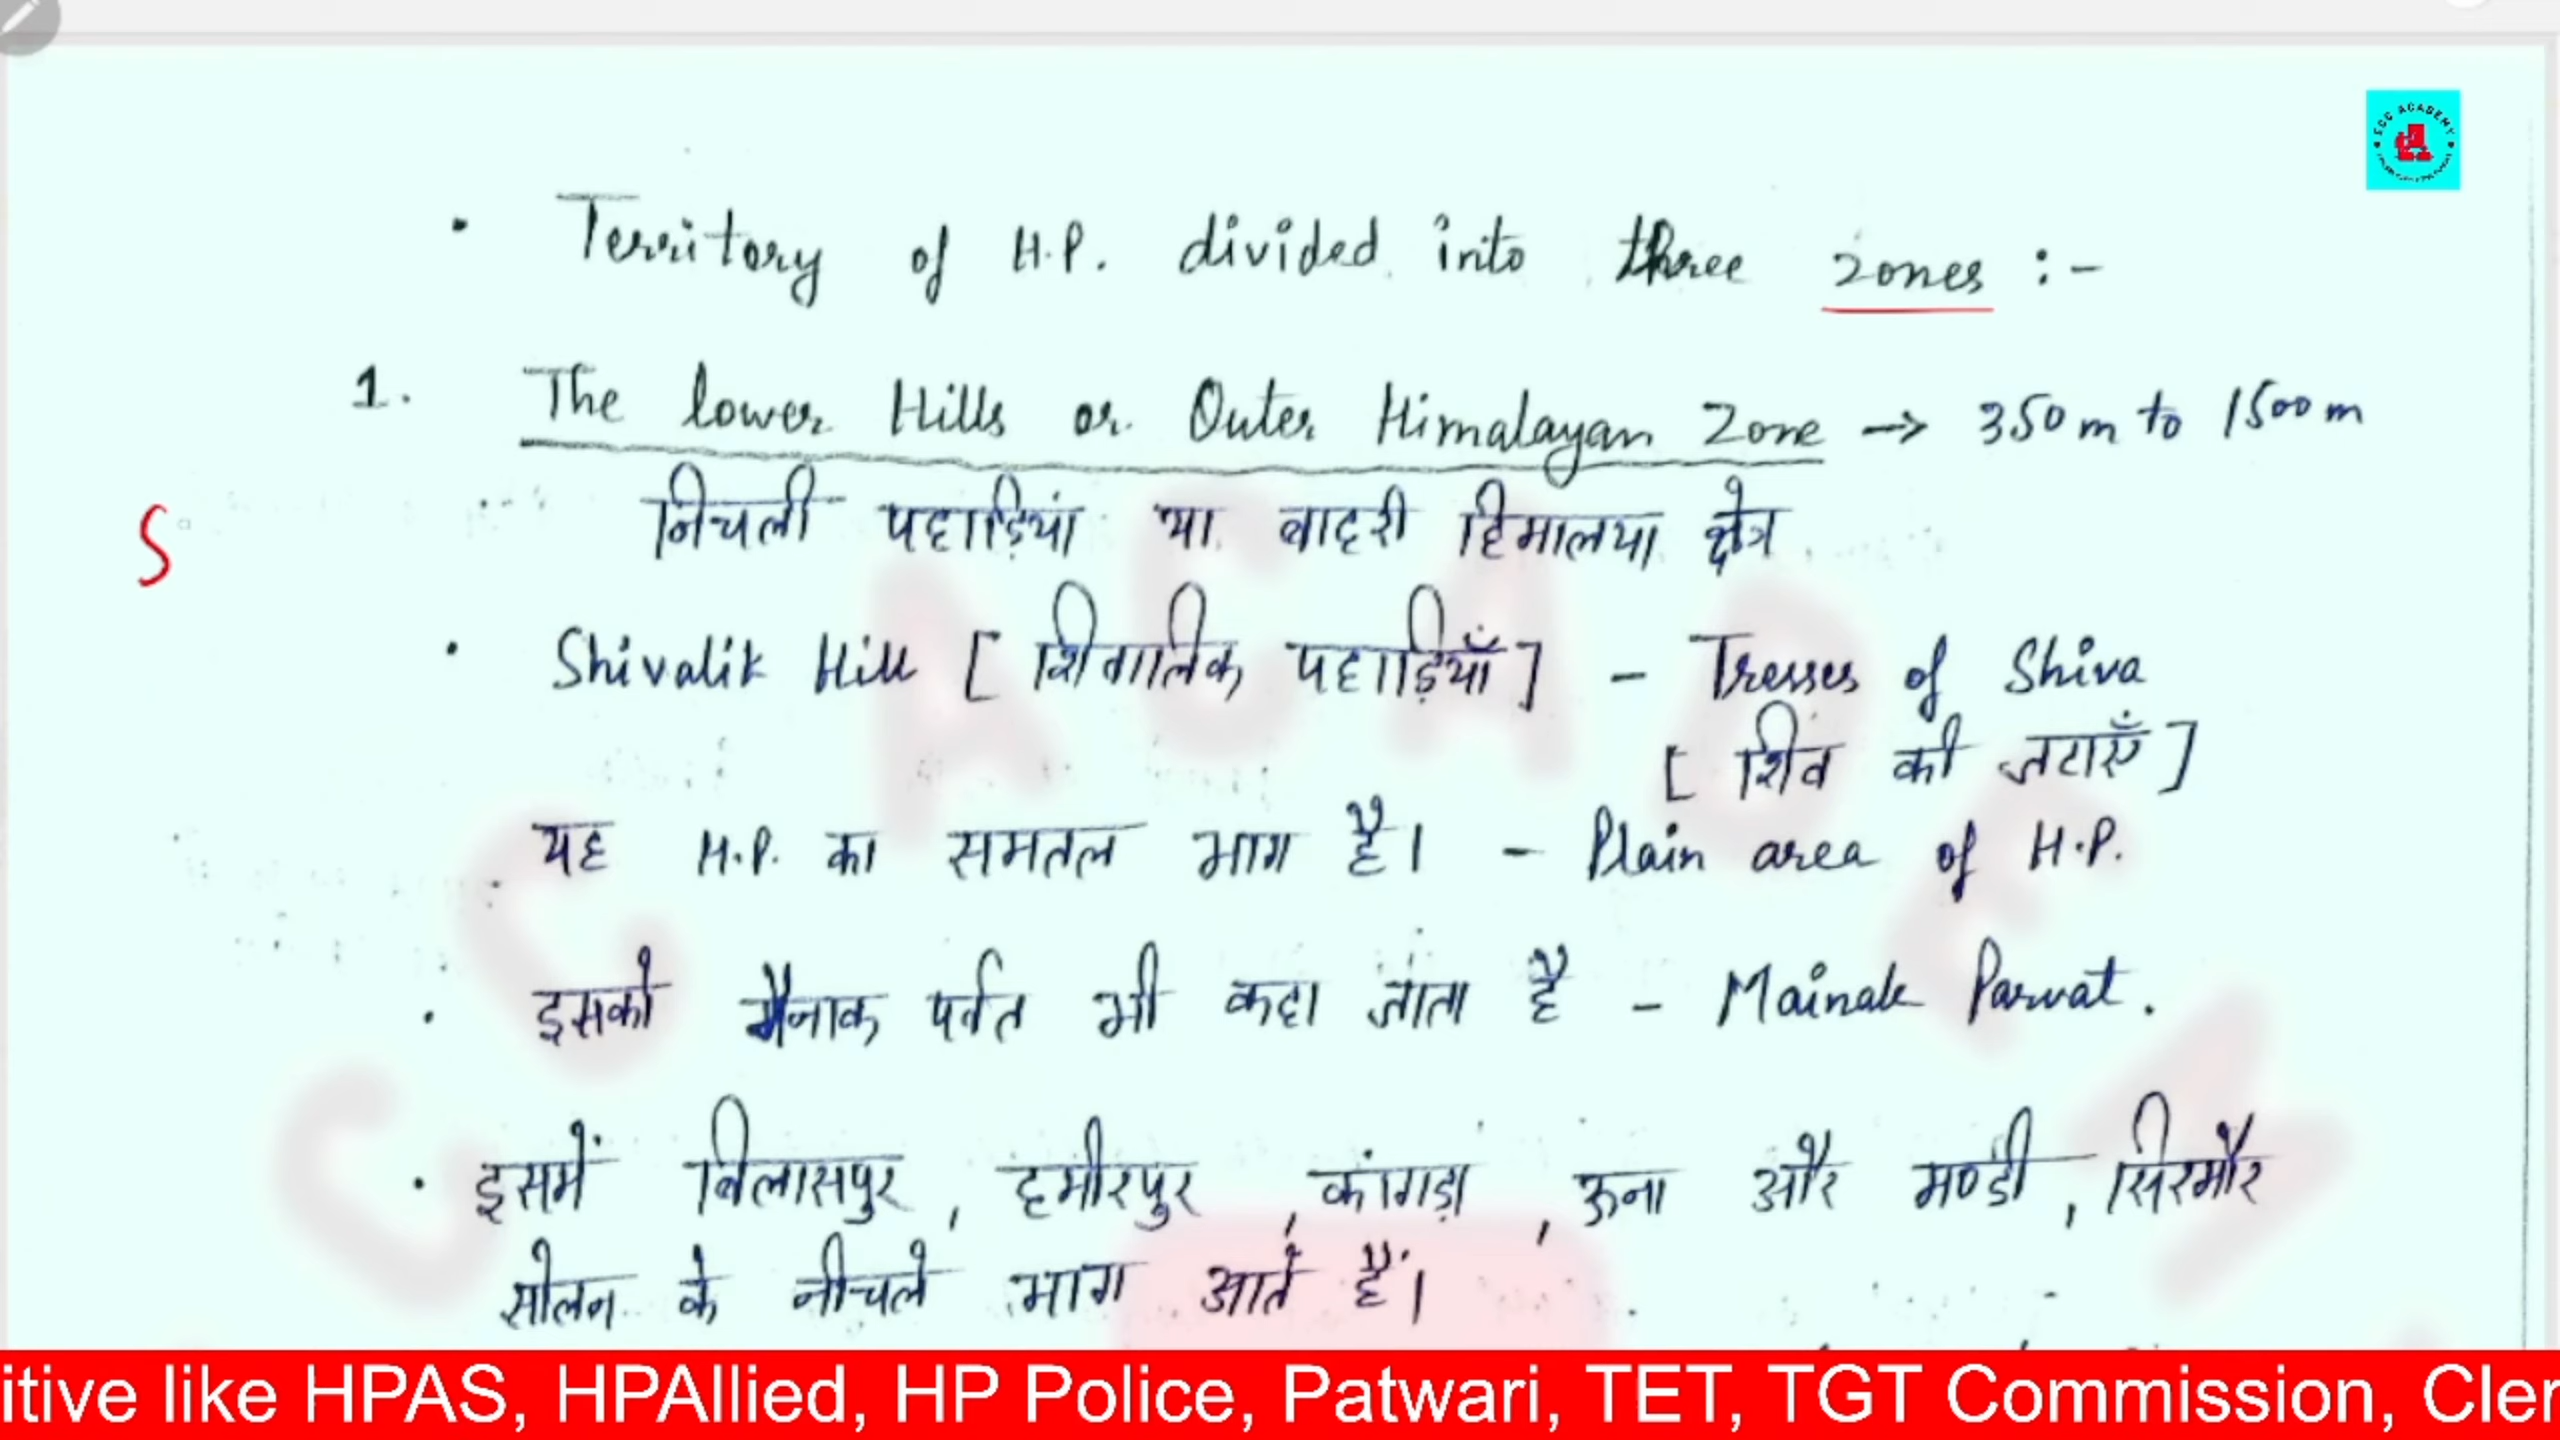 SCC ACADEMY
• Territory of H.P. divided into three zones :-
1. The lower Hills or Outer Himalayan Zone → 350m to 1500m
निचली पहाड़ियां या बाहरी हिमालया क्षेत्र
S
• Shivalik Hill [ शिवालिक पहाड़ियाँ ] - Tresses of Shiva
[ शिव की जटाएँ ]
यह H.P. का समतल भाग है। - Plain area of H.P.
• इसको मैनाक पर्वत भी कहा जाता है - Mainak Parvat.
• इसमें बिलासपुर, हमीरपुर, कांगड़ा, ऊना और मण्डी, सिरमौर
सोलन के नीचले भाग आते हैं।
itive like HPAS, HPAllied, HP Police, Patwari, TET, TGT Commission, Cler